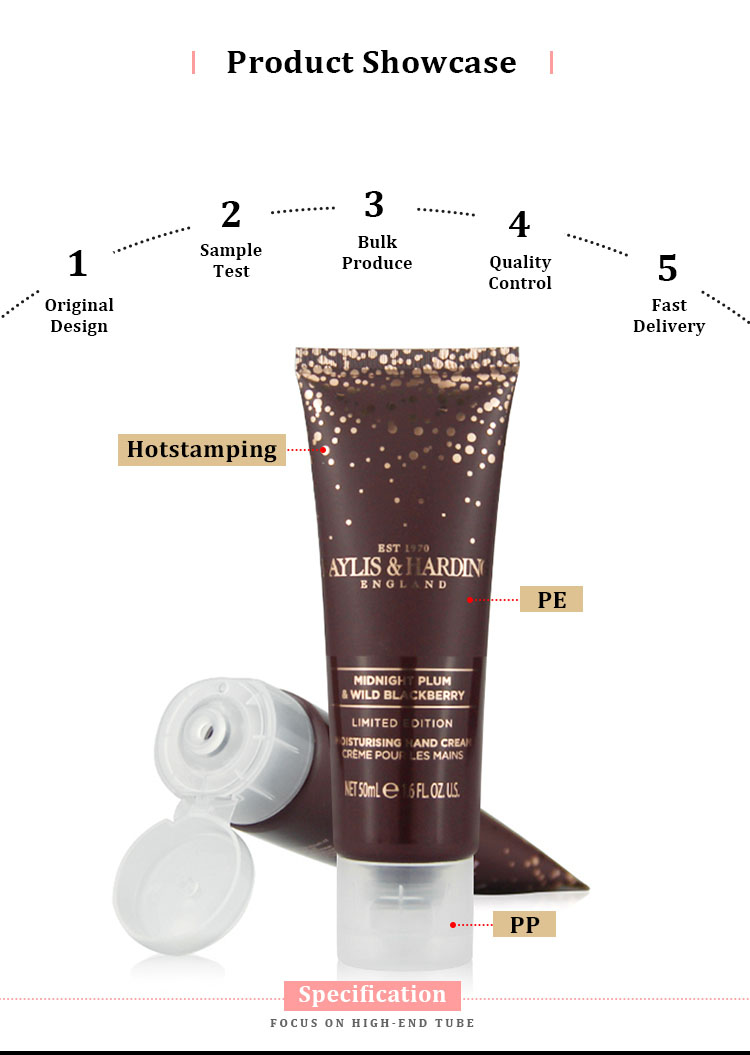 Product Showcase
1
Original
Design
2
Sample
Test
3
Bulk
Produce
4
Quality
Control
5
Fast
Delivery
Hotstamping
EST 1970
AYLIS & HARDING
ENGLAND
PE
MIDNIGHT PLUM
& WILD BLACKBERRY
LIMITED EDITION
MOISTURISING HAND CREAM
CRÈME POUR LES MAINS
NET 50mL e 1.6 FL. OZ. U.S.
PP
Specification
FOCUS ON HIGH-END TUBE